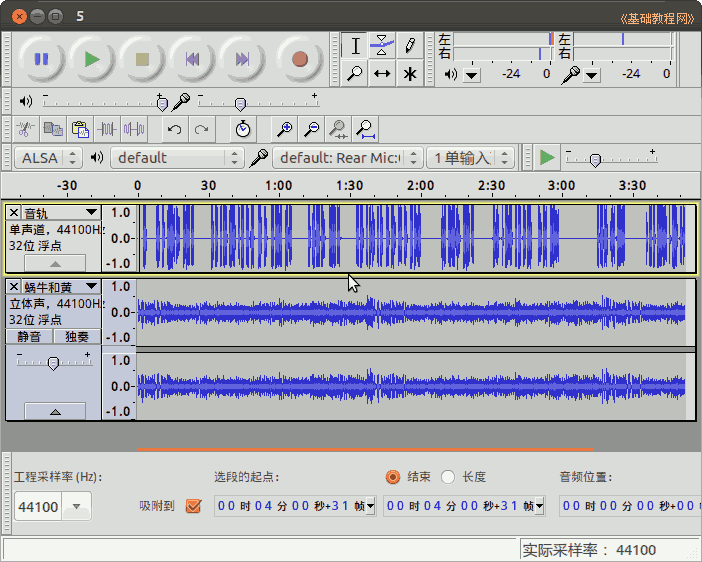 5
《基础教程网》
左
右
-24
0
左
右
-24
0
ALSA
default
default: Rear Mic:
1 单输入
-30
0
30
1:00
1:30
2:00
2:30
3:00
3:30
音轨
单声道, 44100Hz
32位 浮点
1.0
0.0
-1.0
蜗牛和黄
立体声, 44100Hz
32位 浮点
静音
独奏
1.0
0.0
-1.0
1.0
0.0
-1.0
工程采样率 (Hz):
选段的起点:
结束
长度
音频位置:
44100
吸附到
00 时 04 分 00 秒+31 帧
00 时 04 分 00 秒+31 帧
00 时 00 分 00 秒+00
实际采样率: 44100